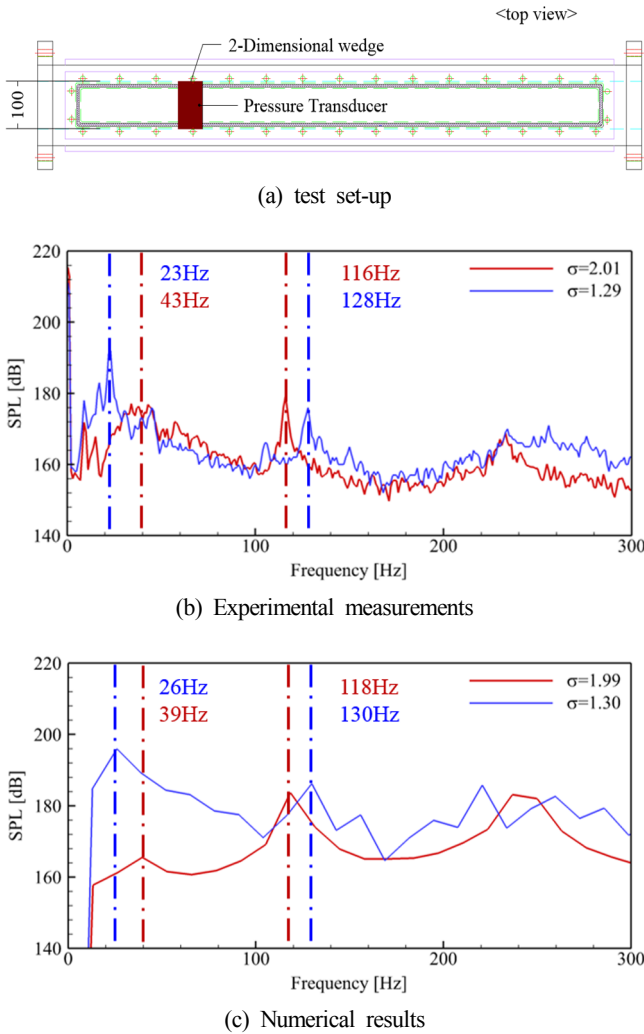 <top view>
2-Dimensional wedge
100
Pressure Transducer
(a) test set-up
220
23Hz
116Hz
σ=2.01
43Hz
128Hz
σ=1.29
200
SPL [dB]
180
160
140
0
100
200
300
Frequency [Hz]
(b) Experimental measurements
220
26Hz
118Hz
σ=1.99
39Hz
130Hz
σ=1.30
200
SPL [dB]
180
160
140
0
100
200
300
Frequency [Hz]
(c) Numerical results